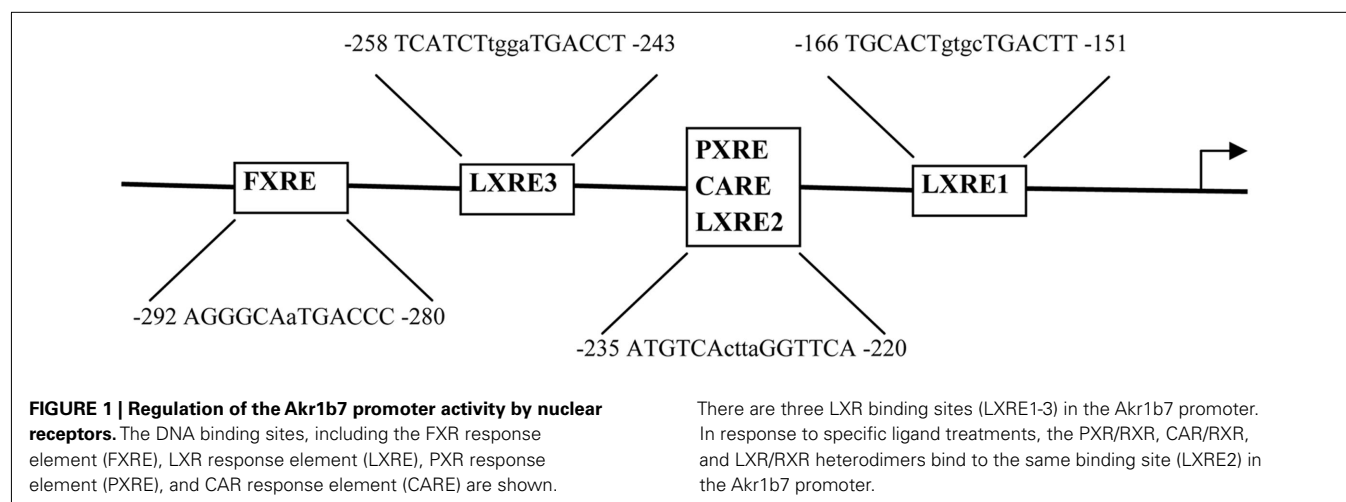 -258 TCATCTtggaTGACCT -243
-166 TGCACTgtgcTGACTT -151
FXRE
LXRE3
PXRE
CARE
LXRE2
LXRE1
-292 AGGGCAaTGACCC -280
-235 ATGTCActtaGGTTCA -220
FIGURE 1 | Regulation of the Akr1b7 promoter activity by nuclear
receptors. The DNA binding sites, including the FXR response
element (FXRE), LXR response element (LXRE), PXR response
element (PXRE), and CAR response element (CARE) are shown.
There are three LXR binding sites (LXRE1-3) in the Akr1b7 promoter.
In response to specific ligand treatments, the PXR/RXR, CAR/RXR,
and LXR/RXR heterodimers bind to the same binding site (LXRE2) in
the Akr1b7 promoter.